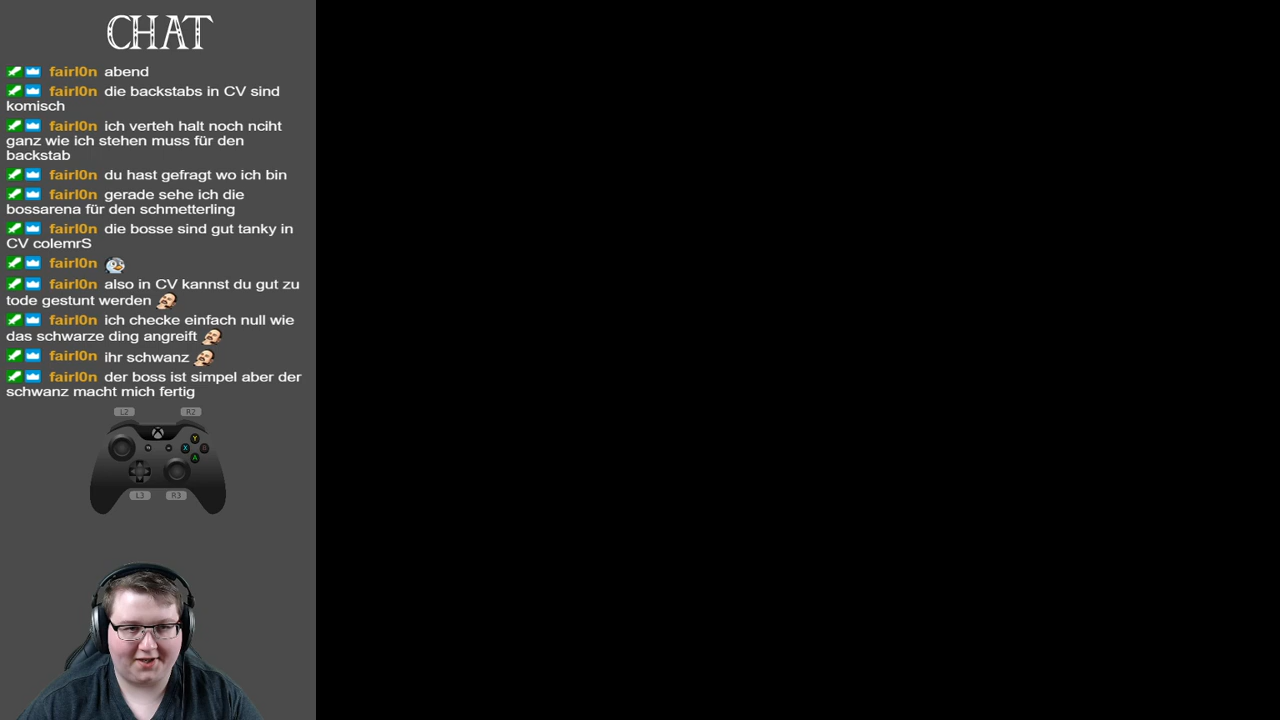 CHAT
fairl0n abend
fairl0n die backstabs in CV sind
komisch
fairl0n ich verteh halt noch nciht
ganz wie ich stehen muss für den
backstab
fairl0n du hast gefragt wo ich bin
fairl0n gerade sehe ich die
bossarena für den schmetterling
fairl0n die bosse sind gut tanky in
CV colemrS
fairl0n
fairl0n also in CV kannst du gut zu
tode gestunt werden
fairl0n ich checke einfach null wie
das schwarze ding angreift
fairl0n ihr schwanz
fairl0n der boss ist simpel aber der
schwanz macht mich fertig
L2 R2
Y
X B
A
L3 R3